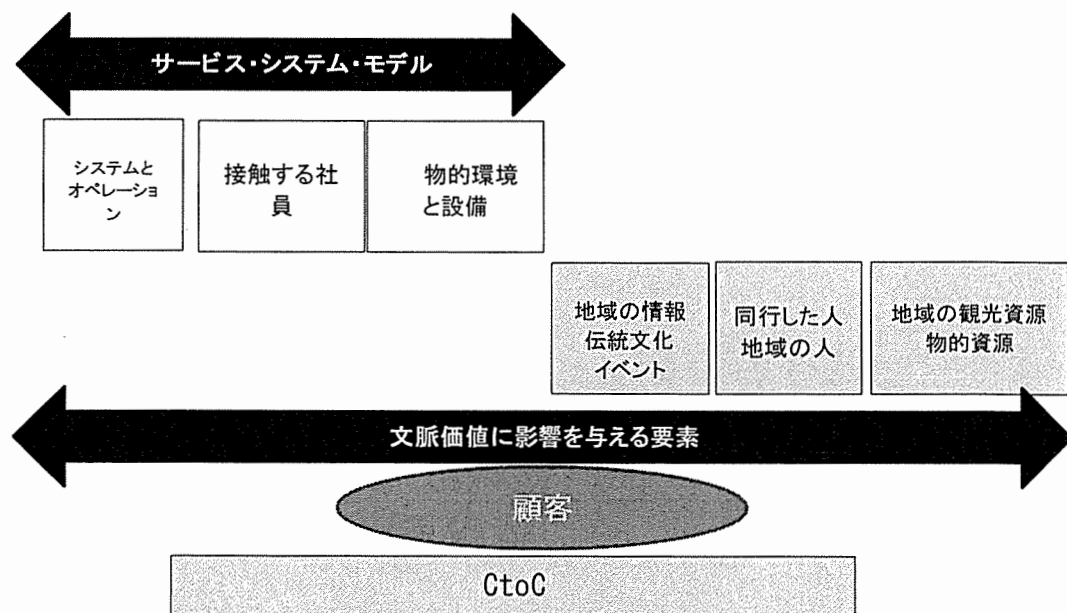 サービス・システム・モデル
システムと
オペレーショ
ン
接触する社
員
物的環境
と設備
地域の情報
伝統文化
イベント
同行した人
地域の人
地域の観光資源
物的資源
文脈価値に影響を与える要素
顧客
CtoC